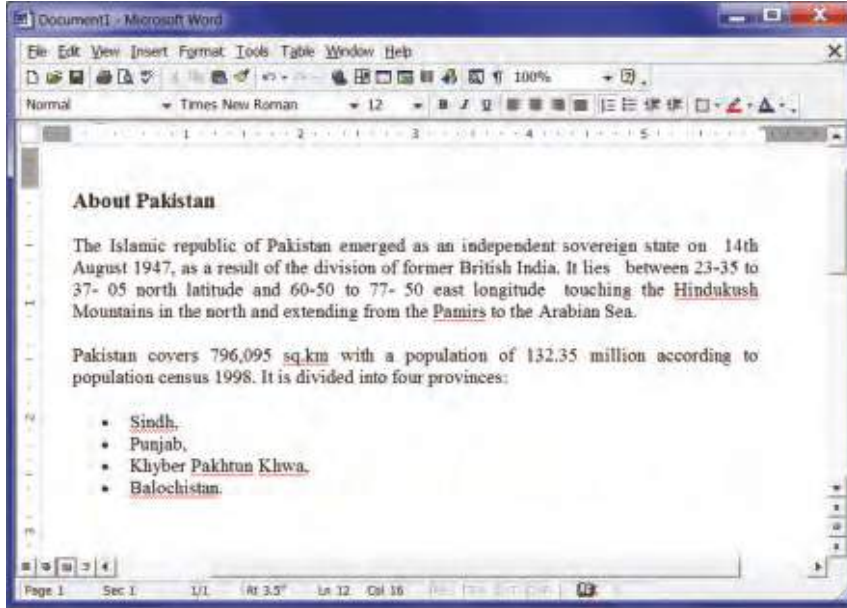 Document1 - Microsoft Word
File Edit View Insert Format Tools Table Window Help
100%
Normal Times New Roman 12 B I U
1 2 3 4 5
About Pakistan
The Islamic republic of Pakistan emerged as an independent sovereign state on 14th
August 1947, as a result of the division of former British India. It lies between 23-35 to
37- 05 north latitude and 60-50 to 77- 50 east longitude touching the Hindukush
Mountains in the north and extending from the Pamirs to the Arabian Sea.
Pakistan covers 796,095 sq.km with a population of 132.35 million according to
population census 1998. It is divided into four provinces:
• Sindh,
• Punjab,
• Khyber Pakhtun Khwa,
• Balochistan.
Page 1 Sec 1 1/1 At 3.5" Ln 12 Col 16